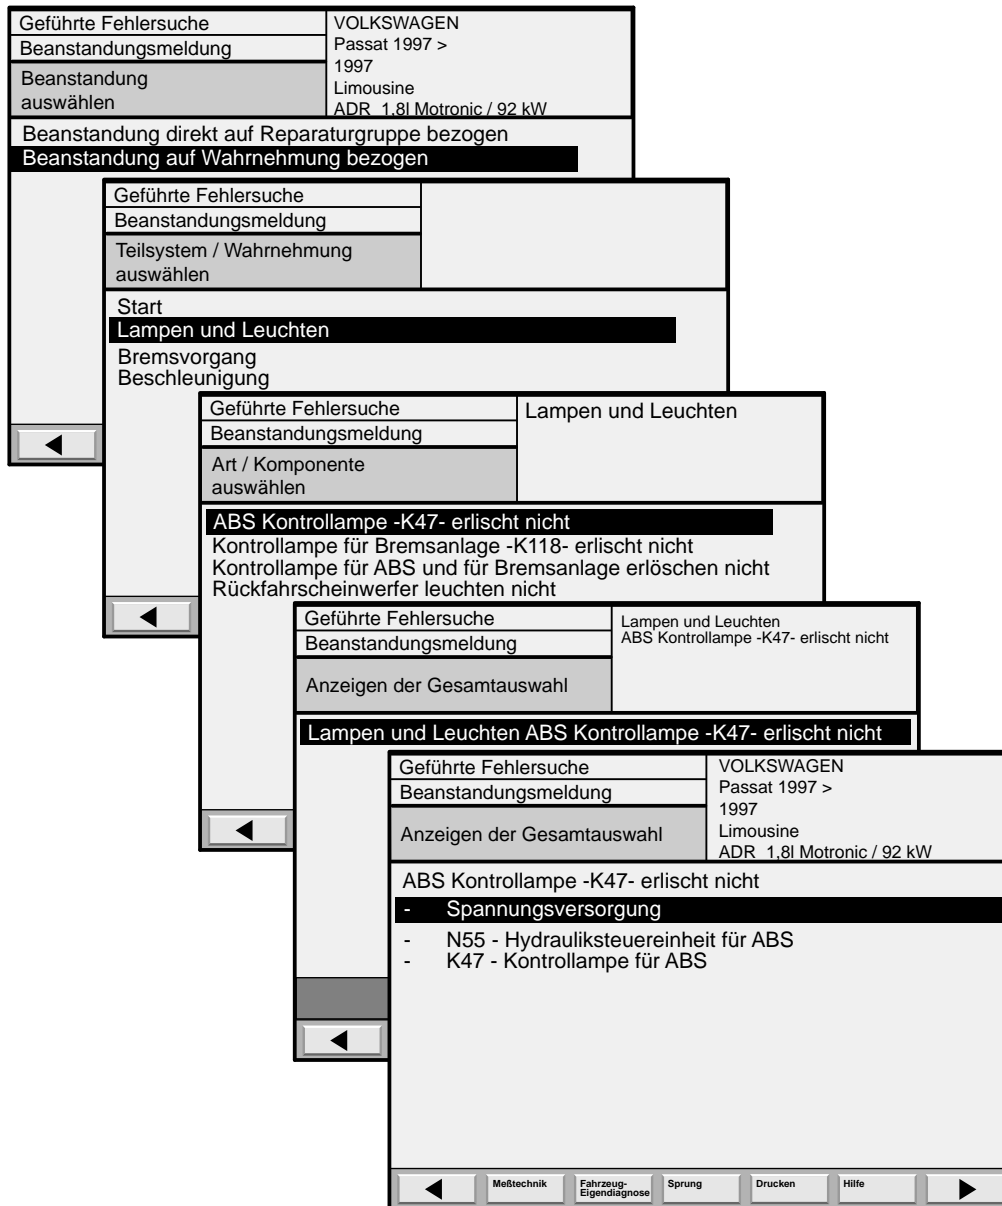 Geführte Fehlersuche
Beanstandungsmeldung
Beanstandung
auswählen
VOLKSWAGEN
Passat 1997 >
1997
Limousine
ADR 1,8l Motronic / 92 kW
Beanstandung direkt auf Reparaturgruppe bezogen
Beanstandung auf Wahrnehmung bezogen
Geführte Fehlersuche
Beanstandungsmeldung
Teilsystem / Wahrnehmung
auswählen
Start
Lampen und Leuchten
Bremsvorgang
Beschleunigung
Geführte Fehlersuche
Beanstandungsmeldung
Art / Komponente
auswählen
Lampen und Leuchten
ABS Kontrollampe -K47- erlischt nicht
Kontrollampe für Bremsanlage -K118- erlischt nicht
Kontrollampe für ABS und für Bremsanlage erlöschen nicht
Rückfahrscheinwerfer leuchten nicht
Geführte Fehlersuche
Beanstandungsmeldung
Anzeigen der Gesamtauswahl
Lampen und Leuchten
ABS Kontrollampe -K47- erlischt nicht
Lampen und Leuchten ABS Kontrollampe -K47- erlischt nicht
Geführte Fehlersuche
Beanstandungsmeldung
Anzeigen der Gesamtauswahl
VOLKSWAGEN
Passat 1997 >
1997
Limousine
ADR 1,8l Motronic / 92 kW
ABS Kontrollampe -K47- erlischt nicht
- Spannungsversorgung
- N55 - Hydrauliksteuereinheit für ABS
- K47 - Kontrollampe für ABS
Meßtechnik
Fahrzeug-
Eigendiagnose
Sprung
Drucken
Hilfe